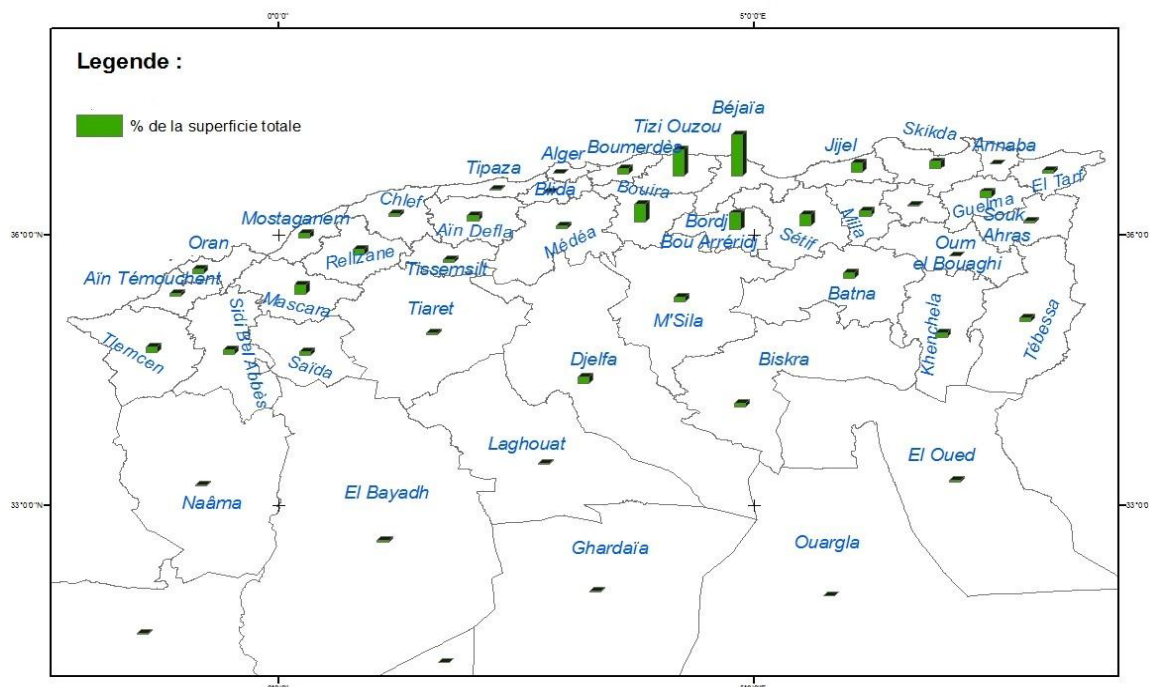 0°0'0"
5°0'0"E
Legende :
% de la superficie totale
Béjaïa
Tizi Ouzou
Skikda
Jijel
Annaba
Boumerdès
Alger
Tipaza
El Tarf
Blida
Bouira
Chlef
Guelma
Mostaganem
Mila
Souk
Ahras
Aïn Defla
Médéa
Bordj
Bou Arréridj
Sétif
36°0'0"N
36°0'0
Oran
Relizane
Tissemsilt
Oum
el Bouaghi
Aïn Témouchent
Mascara
Batna
Tiaret
M'Sila
Khenchela
Tébessa
Sidi Bel Abbès
Tlemcen
Saïda
Djelfa
Biskra
Laghouat
El Oued
El Bayadh
Naâma
33°0'0"N
33°0'0
Ghardaïa
Ouargla